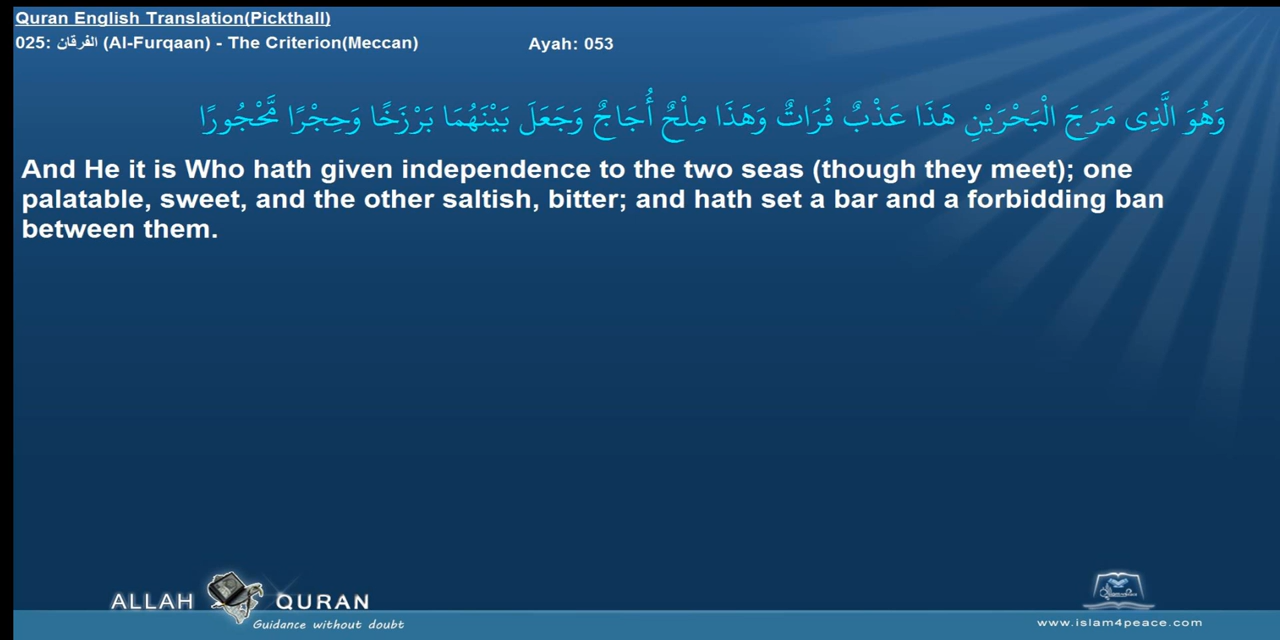 Quran English Translation(Pickthall)
025: الفرقان (Al-Furqaan) - The Criterion(Meccan) Ayah: 053
وَهُوَ الَّذِى مَرَجَ الْبَحْرَيْنِ هَذَا عَذْبٌ فُرَاتٌ وَهَذَا مِلْحٌ أُجَاجٌ وَجَعَلَ بَيْنَهُمَا بَرْزَخًا وَحِجْرًا مَّحْجُورًا
And He it is Who hath given independence to the two seas (though they meet); one
palatable, sweet, and the other saltish, bitter; and hath set a bar and a forbidding ban
between them.
ALLAH QURAN
Guidance without doubt
www.islam4peace.com